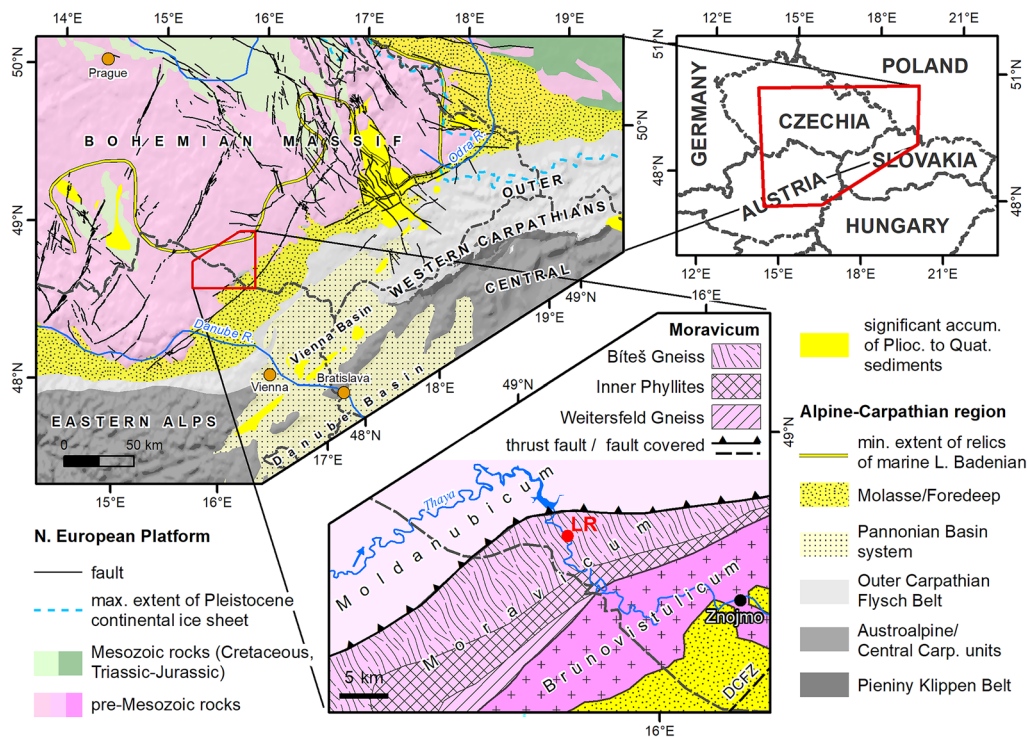 14°E
15°E
16°E
17°E
18°E
19°E
50°N
49°N
48°N
Prague
BOHEMIAN MASSIF
Odra R.
OUTER
WESTERN CARPATHIANS
CENTRAL
Danube R.
Vienna Basin
Vienna
Bratislava
Danube Basin
EASTERN ALPS
0 50 km
50°N
49°N
19°E
18°E
48°N
17°E
15°E
16°E
12°E
15°E
18°E
21°E
51°N
48°N
GERMANY
POLAND
CZECHIA
SLOVAKIA
AUSTRIA
HUNGARY
51°N
48°N
12°E
15°E
18°E
21°E
N. European Platform
fault
max. extent of Pleistocene
continental ice sheet
Mesozoic rocks (Cretaceous,
Triassic-Jurassic)
pre-Mesozoic rocks
16°E
49°N
49°N
Moravicum
Bíteš Gneiss
Inner Phyllites
Weitersfeld Gneiss
thrust fault / fault covered
Thaya
Moldanubicum
LR
Moravicum
Brunovistulicum
Znojmo
DCFZ
5 km
16°E
significant accum.
of Plioc. to Quat.
sediments
Alpine-Carpathian region
min. extent of relics
of marine L. Badenian
Molasse/Foredeep
Pannonian Basin
system
Outer Carpathian
Flysch Belt
Austroalpine/
Central Carp. units
Pieniny Klippen Belt